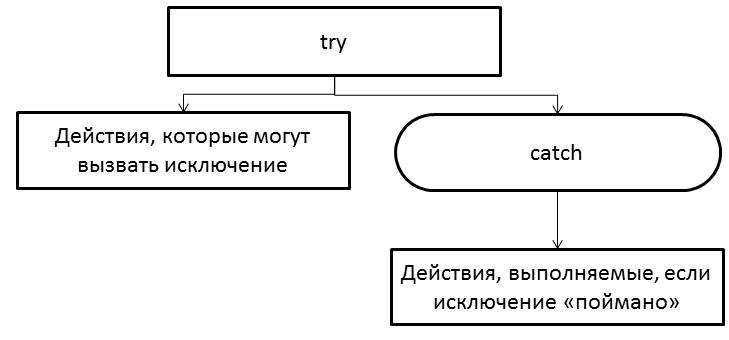 try
Действия, которые могут
вызвать исключение
catch
Действия, выполняемые, если
исключение «поймано»